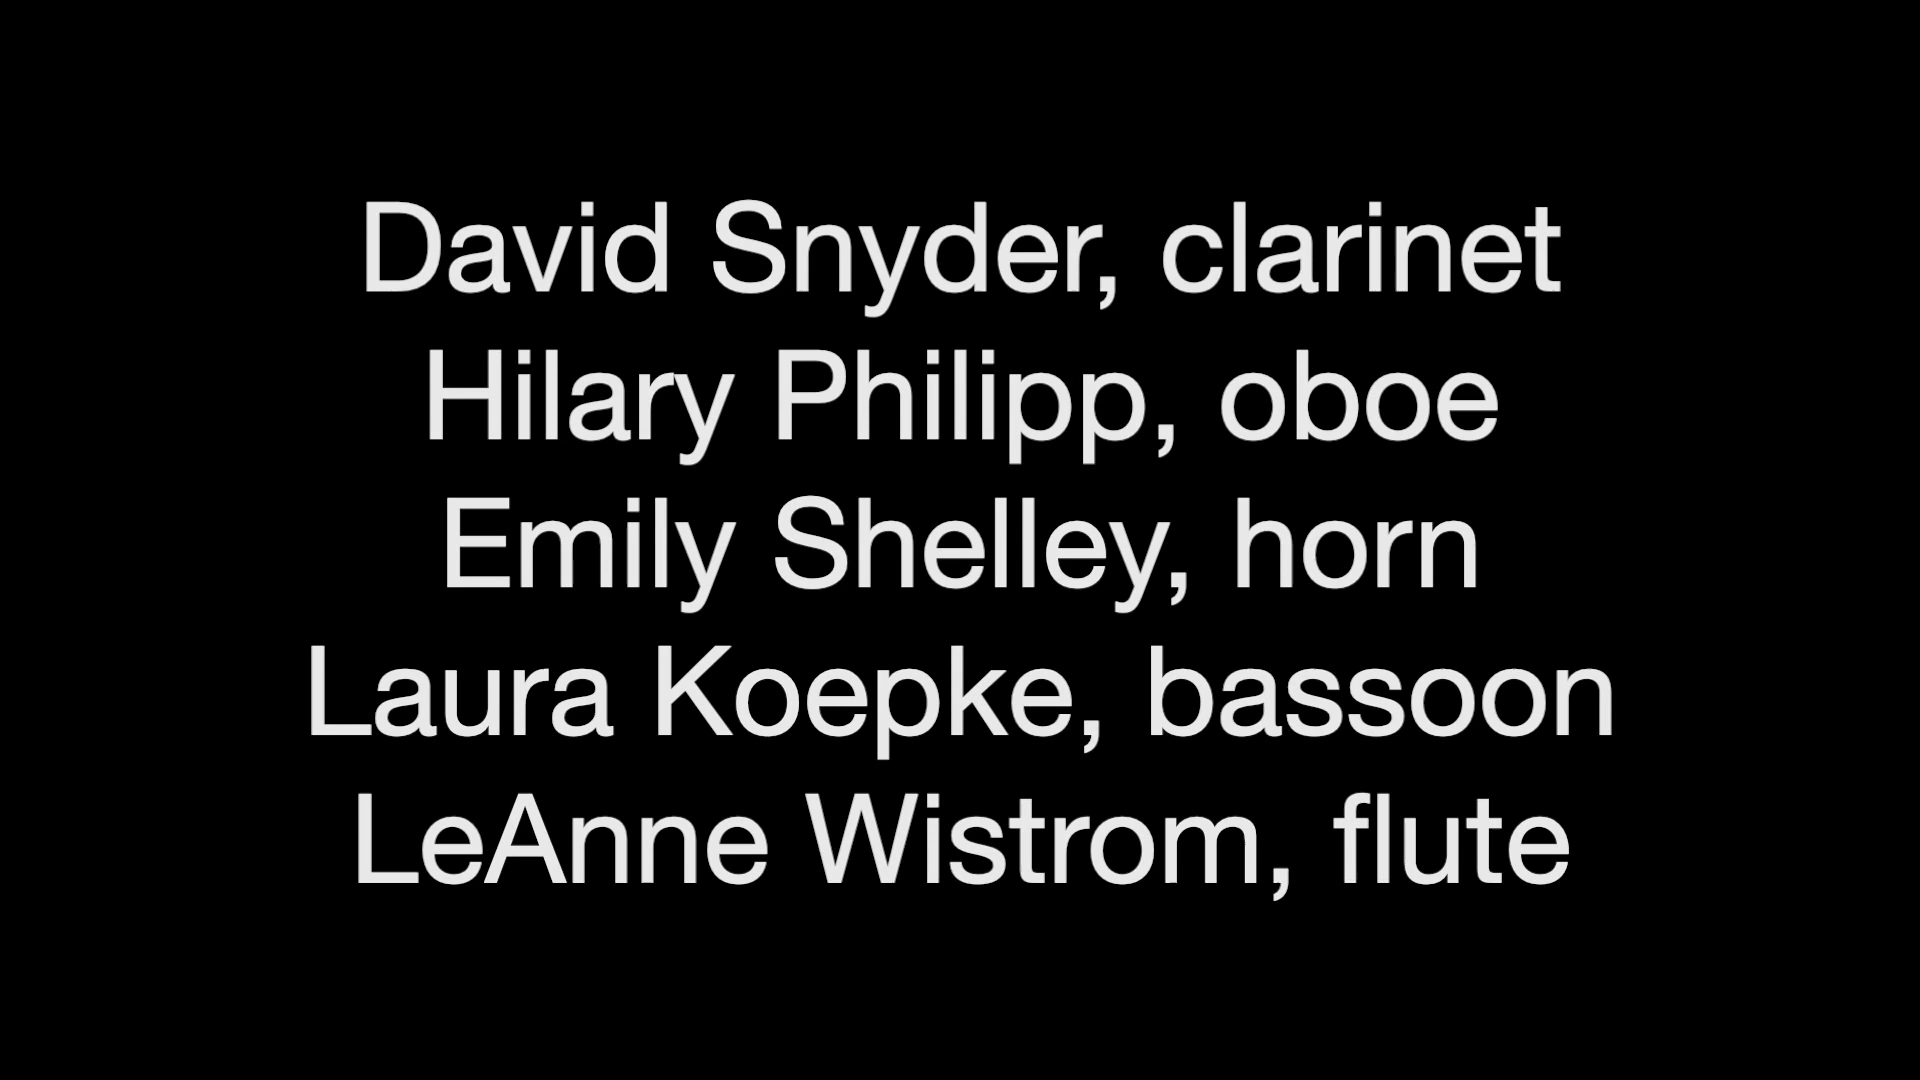 David Snyder, clarinet
Hilary Philipp, oboe
Emily Shelley, horn
Laura Koepke, bassoon
LeAnne Wistrom, flute